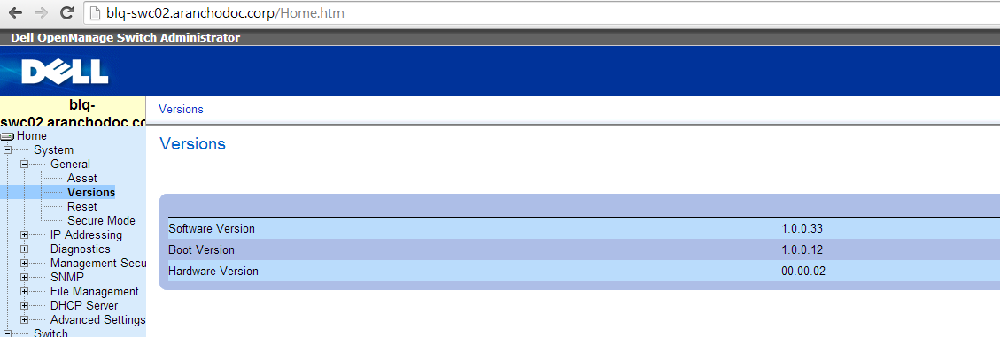 blq-swc02.aranchodoc.corp/Home.htm
Dell OpenManage Switch Administrator
DELL
blq-
swc02.aranchodoc.co
Versions
Home
System
General
Asset
Versions
Reset
Secure Mode
IP Addressing
Diagnostics
Management Secu
SNMP
File Management
DHCP Server
Advanced Settings
Switch
Versions
Software Version 1.0.0.33
Boot Version 1.0.0.12
Hardware Version 00.00.02